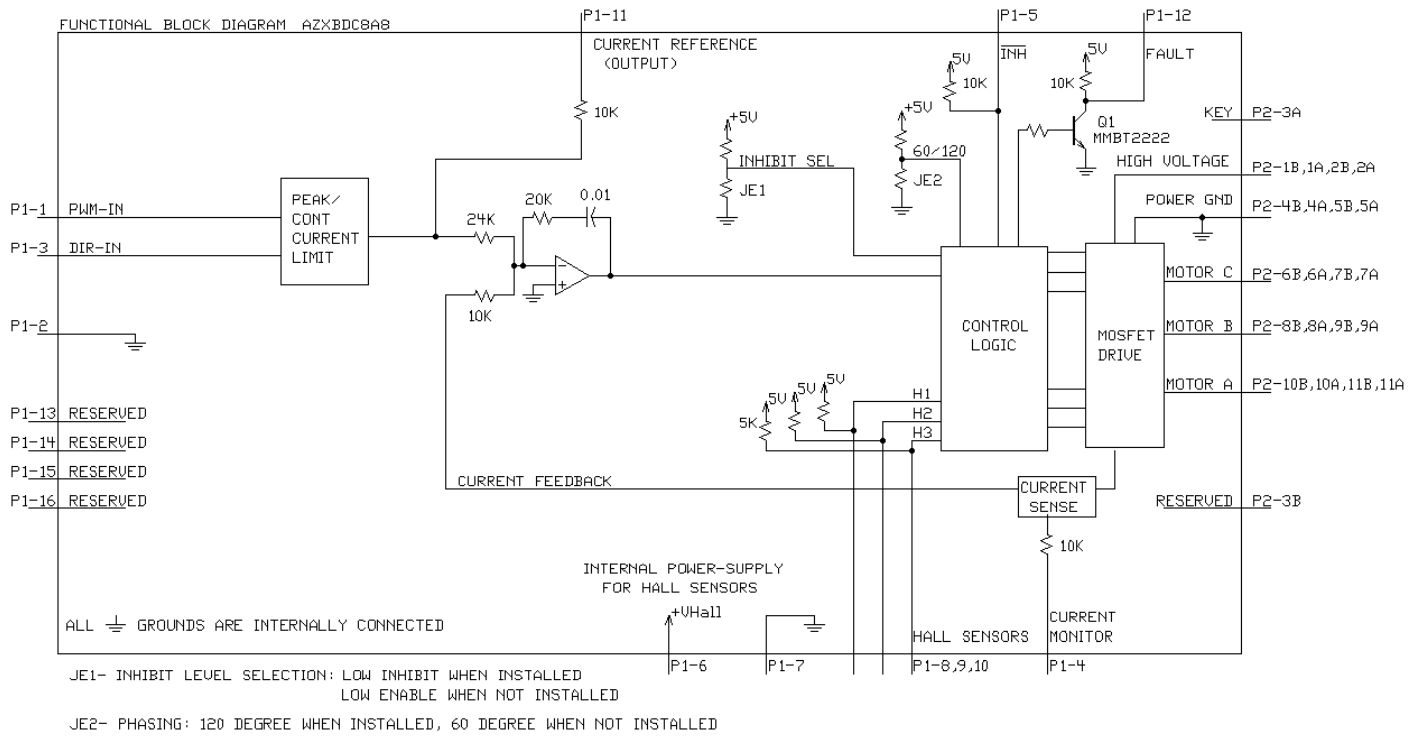 FUNCTIONAL BLOCK DIAGRAM AZXBDC8A8
P1-11
P1-5
P1-12
CURRENT REFERENCE
(OUTPUT)
INH
FAULT
5V
5V
10K
10K
10K
+5V
+5V
Q1
MMBT2222
KEY
P2-3A
INHIBIT SEL
60/120
HIGH VOLTAGE
P2-1B,1A,2B,2A
JE1
JE2
POWER GND
P2-4B,4A,5B,5A
P1-1
PWM-IN
PEAK/
CONT
CURRENT
LIMIT
24K
20K
0.01
P1-3
DIR-IN
-
+
10K
MOTOR C
P2-6B,6A,7B,7A
P1-2
CONTROL
LOGIC
MOSFET
DRIVE
MOTOR B
P2-8B,8A,9B,9A
MOTOR A
P2-10B,10A,11B,11A
5V
5V
5V
5K
H1
H2
H3
P1-13
RESERVED
P1-14
RESERVED
P1-15
RESERVED
P1-16
RESERVED
CURRENT FEEDBACK
CURRENT
SENSE
RESERVED
P2-3B
10K
INTERNAL POWER-SUPPLY
FOR HALL SENSORS
+VHall
ALL GROUNDS ARE INTERNALLY CONNECTED
HALL SENSORS
CURRENT
MONITOR
P1-6
P1-7
P1-8,9,10
P1-4
JE1- INHIBIT LEVEL SELECTION: LOW INHIBIT WHEN INSTALLED
LOW ENABLE WHEN NOT INSTALLED
JE2- PHASING: 120 DEGREE WHEN INSTALLED, 60 DEGREE WHEN NOT INSTALLED